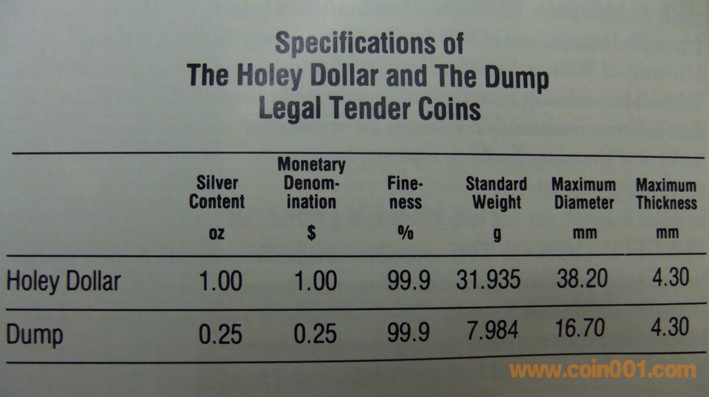 Specifications of
The Holey Dollar and The Dump
Legal Tender Coins
Silver Content Monetary Denom- ination Fine- ness Standard Weight Maximum Diameter Maximum Thickness
oz $ % g mm mm
Holey Dollar 1.00 1.00 99.9 31.935 38.20 4.30
Dump 0.25 0.25 99.9 7.984 16.70 4.30
www.coin001.com